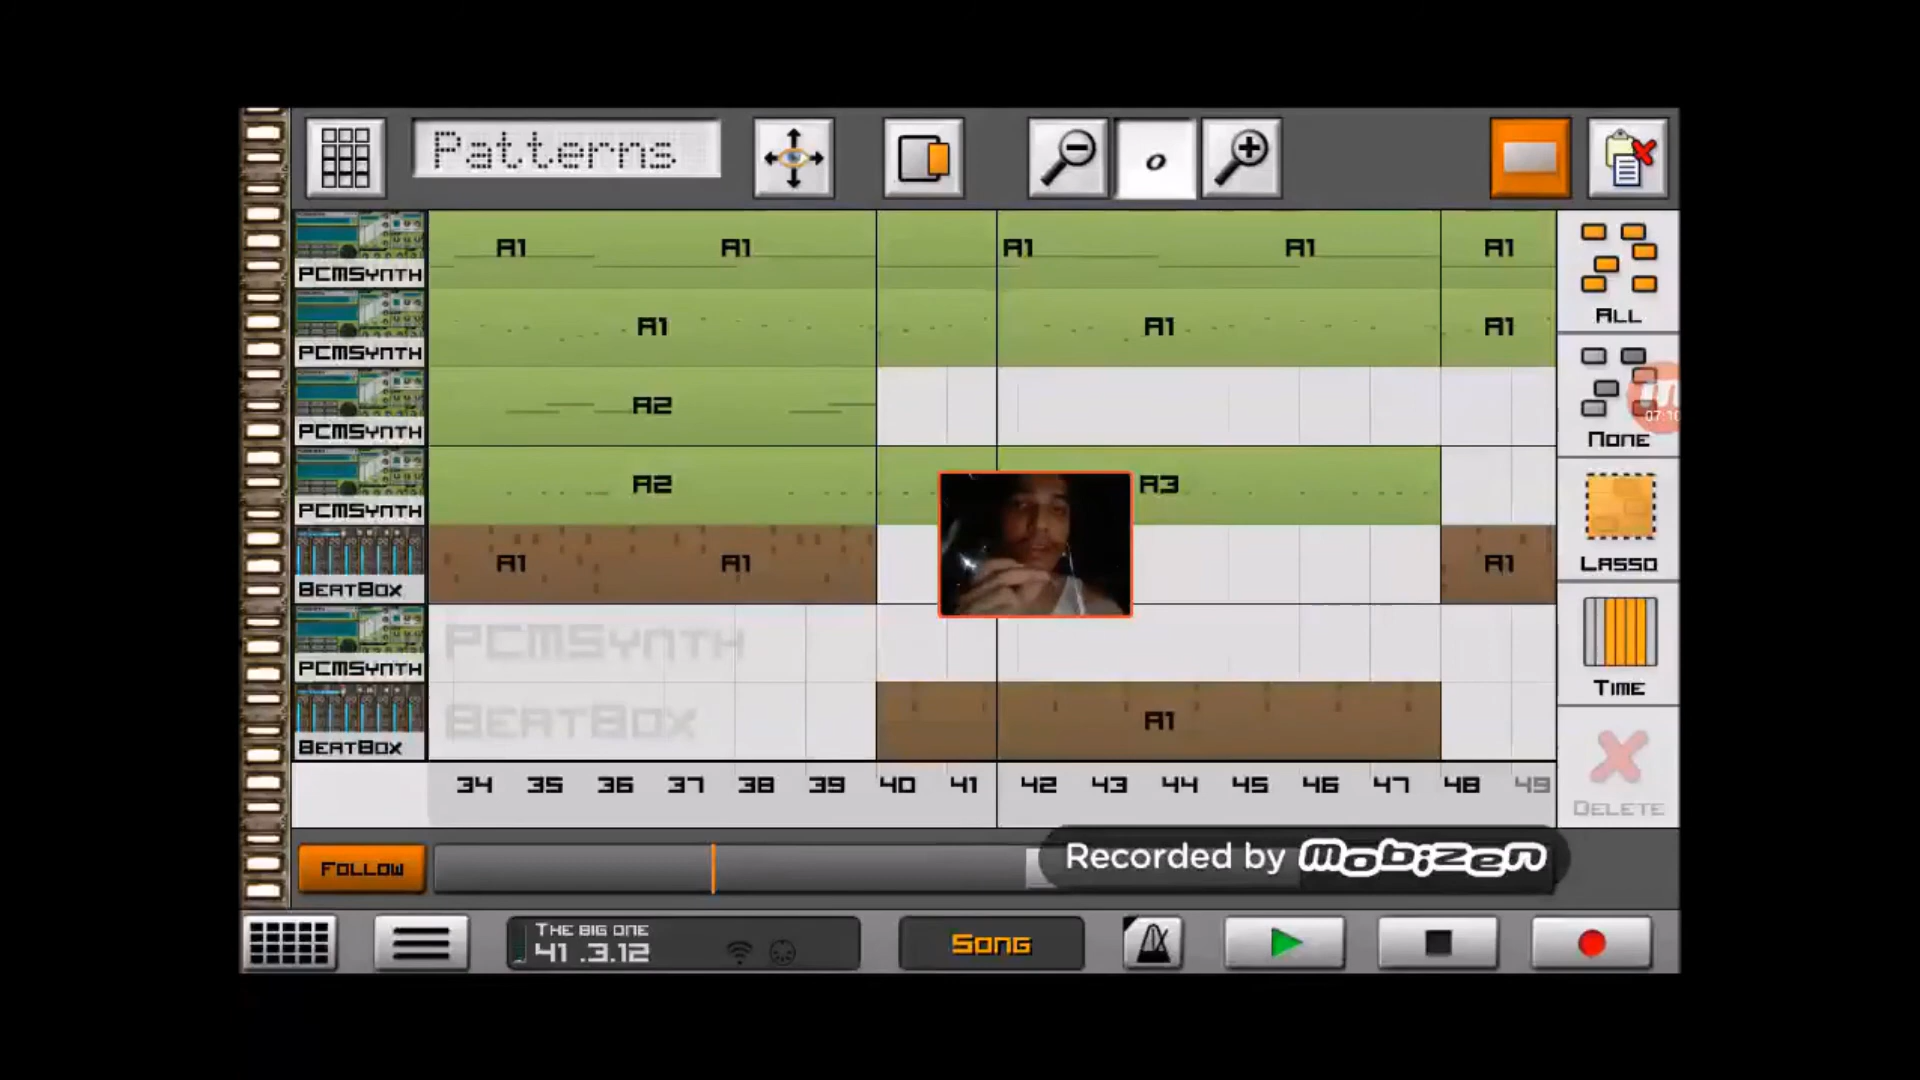 Patterns
o
PCMSynth
A1
A1
A1
A1
A1
ALL
PCMSynth
A1
A1
A1
PCMSynth
A2
07:10
None
PCMSynth
A2
A3
BeatBox
A1
A1
A1
Lasso
PCMSynth
PCMSynth
Time
BeatBox
BeatBox
A1
34 35 36 37 38 39 40 41 42 43 44 45 46 47 48 49
Delete
Follow
Recorded by mobizen
The big one
41 .3.12
Song